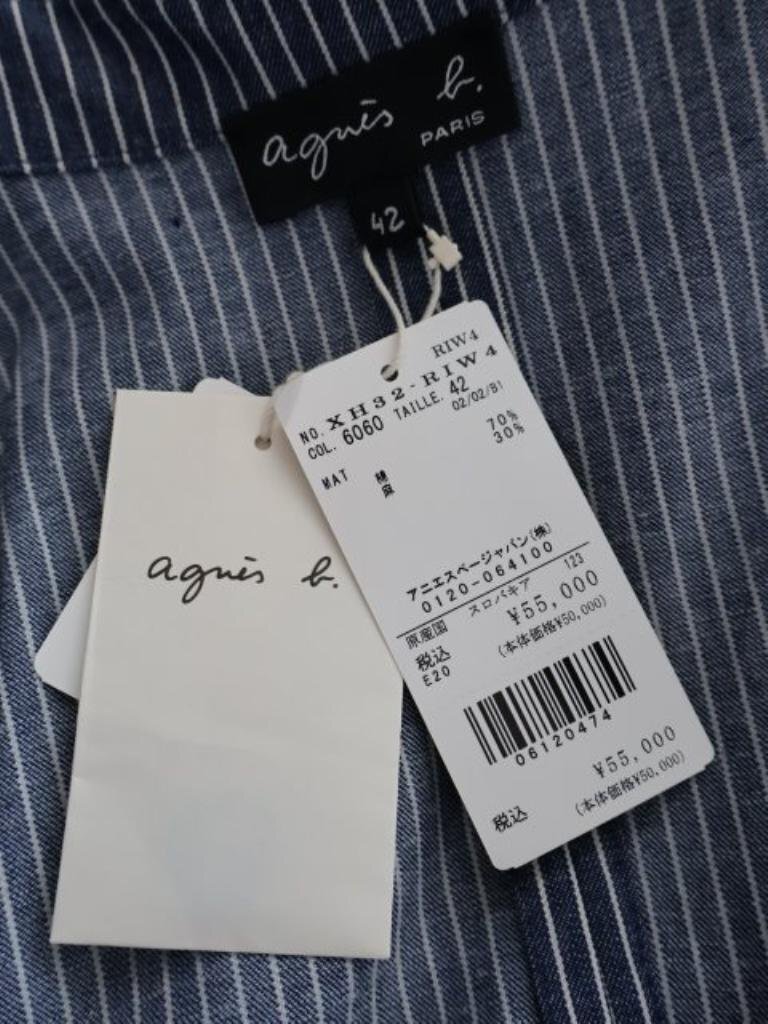 agnès b.
PARIS
42
RIW4
NO. XH32-RIW4
COL. 6060 TAILLE. 42
02/02/81
MAT 綿 70%
麻 30%
アニエスベージャパン(株)
0120-064100
123
原産国 スロバキア
税込 ¥55,000
E20 (本体価格¥50,000)
06120474
税込 ¥55,000
(本体価格¥50,000)
agnès b.